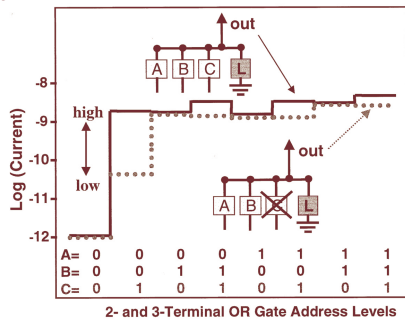 out
A B C L
-8
high
-9
Log (Current)
-10
low
-11
-12
out
A B C L
A= 0 0 0 0 1 1 1 1
B= 0 0 1 1 0 0 1 1
C= 0 1 0 1 0 1 0 1
2- and 3-Terminal OR Gate Address Levels